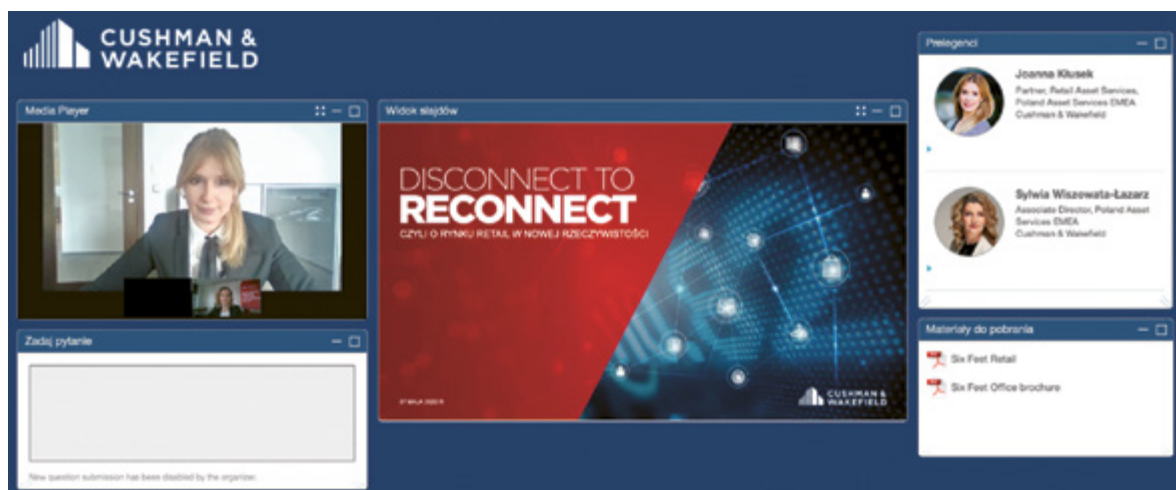 CUSHMAN &
WAKEFIELD
Media Player
Widok slajdów
DISCONNECT TO
RECONNECT
CZYLI O RYNKU RETAIL W NOWEJ RZECZYWISTOŚCI
CUSHMAN &
WAKEFIELD
Prelegenci
Joanna Kłusek
Partner, Retail Asset Services,
Poland Asset Services EMEA
Cushman & Wakefield
Sylwia Wiszowata-Łazarz
Associate Director, Poland Asset
Services EMEA
Cushman & Wakefield
Zadaj pytanie
New question submission has been disabled by the organizer.
Materiały do pobrania
Six Feet Retail
Six Feet Office brochure